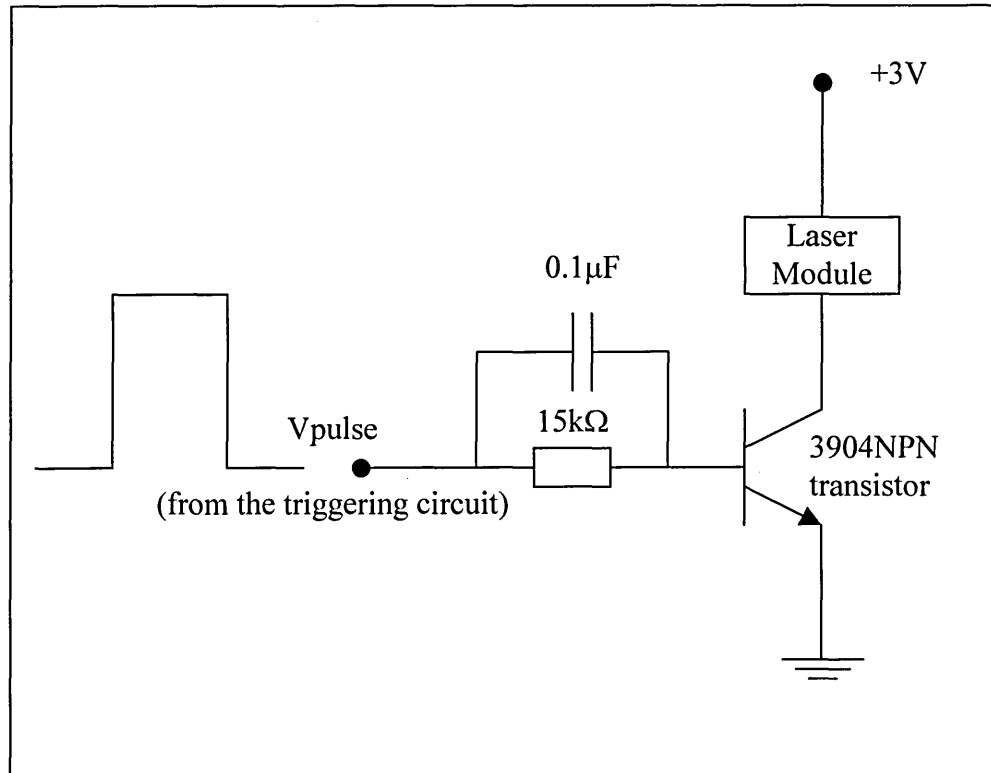 +3V
Laser
Module
0.1μF
15kΩ
Vpulse
(from the triggering circuit)
3904NPN
transistor